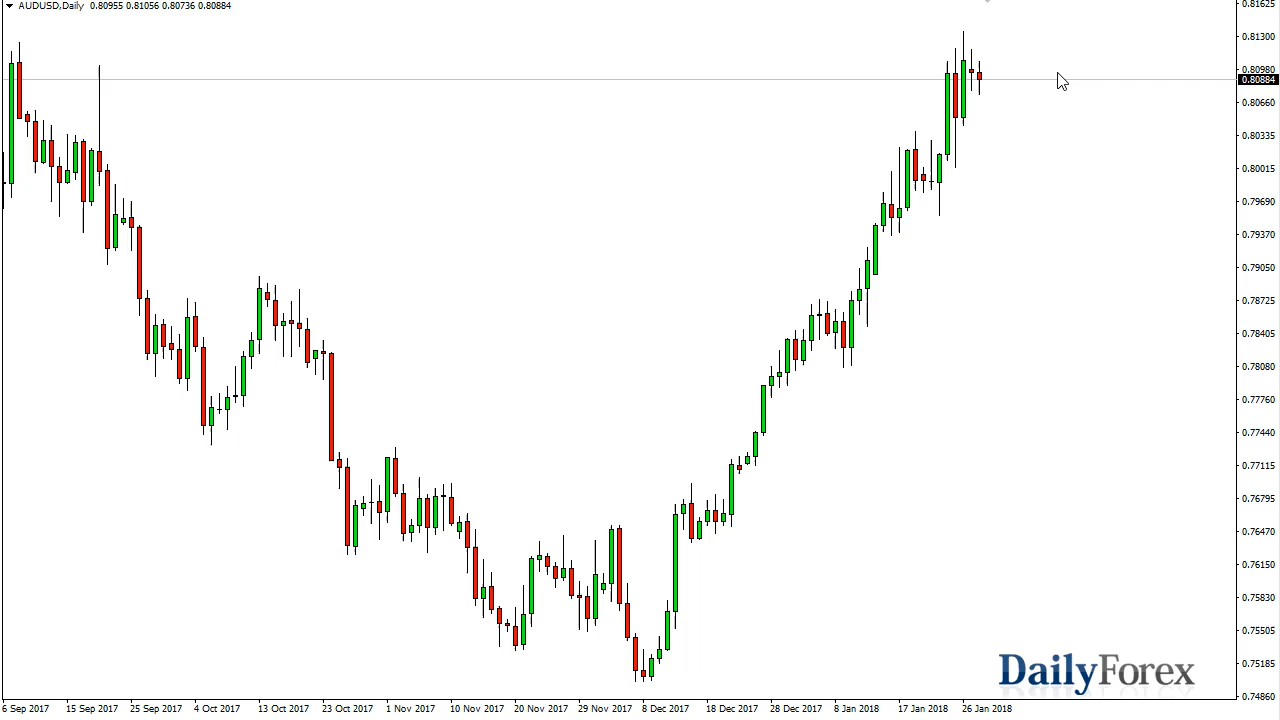 AUDUSD,Daily 0.80955 0.81056 0.80736 0.80884
0.81625
0.81300
0.80980
0.80884
0.80660
0.80335
0.80015
0.79690
0.79370
0.79050
0.78725
0.78405
0.78080
0.77760
0.77440
0.77115
0.76795
0.76470
0.76150
0.75830
0.75505
0.75185
0.74860
DailyForex
6 Sep 2017
15 Sep 2017
25 Sep 2017
4 Oct 2017
13 Oct 2017
23 Oct 2017
1 Nov 2017
10 Nov 2017
20 Nov 2017
29 Nov 2017
8 Dec 2017
18 Dec 2017
28 Dec 2017
8 Jan 2018
17 Jan 2018
26 Jan 2018